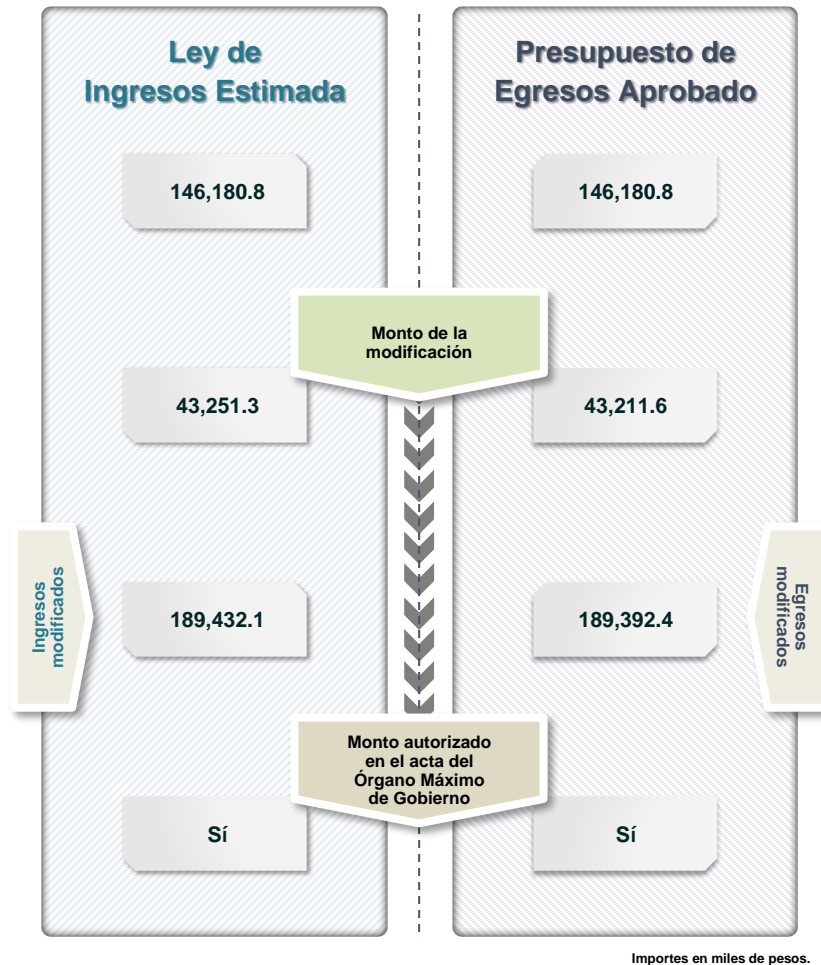 Ley de
Ingresos Estimada
Presupuesto de
Egresos Aprobado
146,180.8
146,180.8
Monto de la
modificación
43,251.3
43,211.6
Ingresos
modificados
189,432.1
189,392.4
Egresos
modificados
Monto autorizado
en el acta del
Órgano Máximo
de Gobierno
Sí
Sí
Importes en miles de pesos.